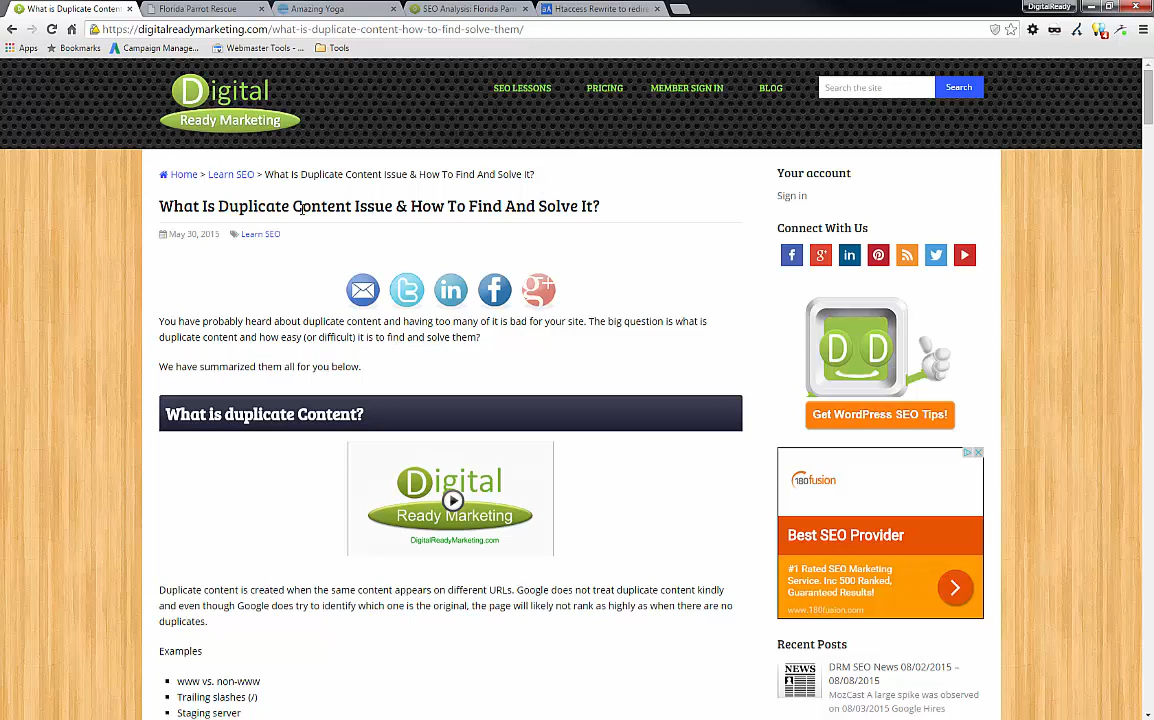 What is Duplicate Conten
Florida Parrot Rescue
Amazing Yoga
SEO Analysis: Florida Parr
Htaccess Rewrite to redir
DigitalReady
https://digitalreadymarketing.com/what-is-duplicate-content-how-to-find-solve-them/
Apps
Bookmarks
Campaign Manage...
Webmaster Tools - ...
Tools
Digital
Ready Marketing
SEO LESSONS
PRICING
MEMBER SIGN IN
BLOG
Search the site
Search
Home > Learn SEO > What Is Duplicate Content Issue & How To Find And Solve It?
What Is Duplicate Content Issue & How To Find And Solve It?
May 30, 2015
Learn SEO
You have probably heard about duplicate content and having too many of it is bad for your site. The big question is what is
duplicate content and how easy (or difficult) it is to find and solve them?
We have summarized them all for you below.
What is duplicate Content?
Digital
Ready Marketing
DigitalReadyMarketing.com
Duplicate content is created when the same content appears on different URLs. Google does not treat duplicate content kindly
and even though Google does try to identify which one is the original, the page will likely not rank as highly as when there are no
duplicates.
Examples
www vs. non-www
Trailing slashes (/)
Staging server
Your account
Sign in
Connect With Us
D D
Get WordPress SEO Tips!
180fusion
Best SEO Provider
#1 Rated SEO Marketing
Service. Inc 500 Ranked,
Guaranteed Results!
www.180fusion.com
Recent Posts
NEWS
DRM SEO News 08/02/2015 –
08/08/2015
MozCast A large spike was observed
on 08/03/2015 Google Hires